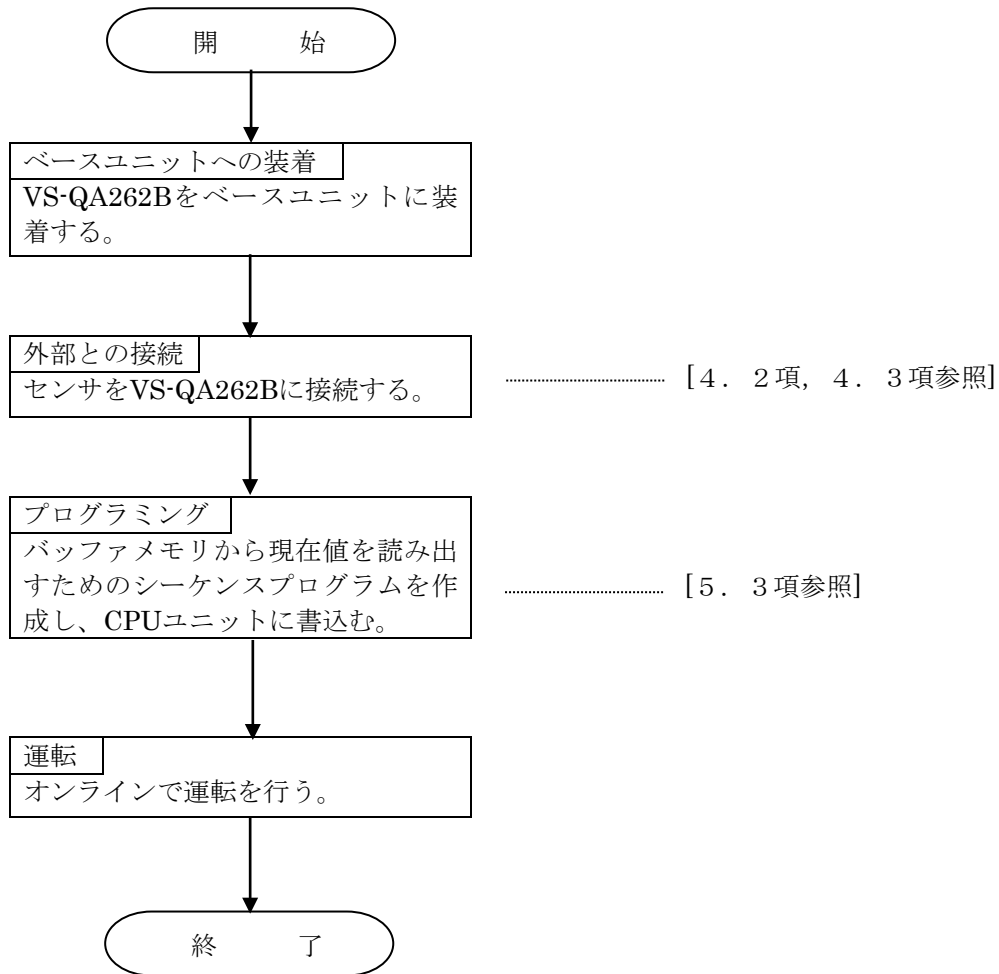 開　　始
ベースユニットへの装着
VS-QA262Bをベースユニットに装
着する。
外部との接続
センサをVS-QA262Bに接続する。
[4．2項, 4．3項参照]
プログラミング
バッファメモリから現在値を読み出
すためのシーケンスプログラムを作
成し、CPUユニットに書込む。
[5．3項参照]
運転
オンラインで運転を行う。
終　　了